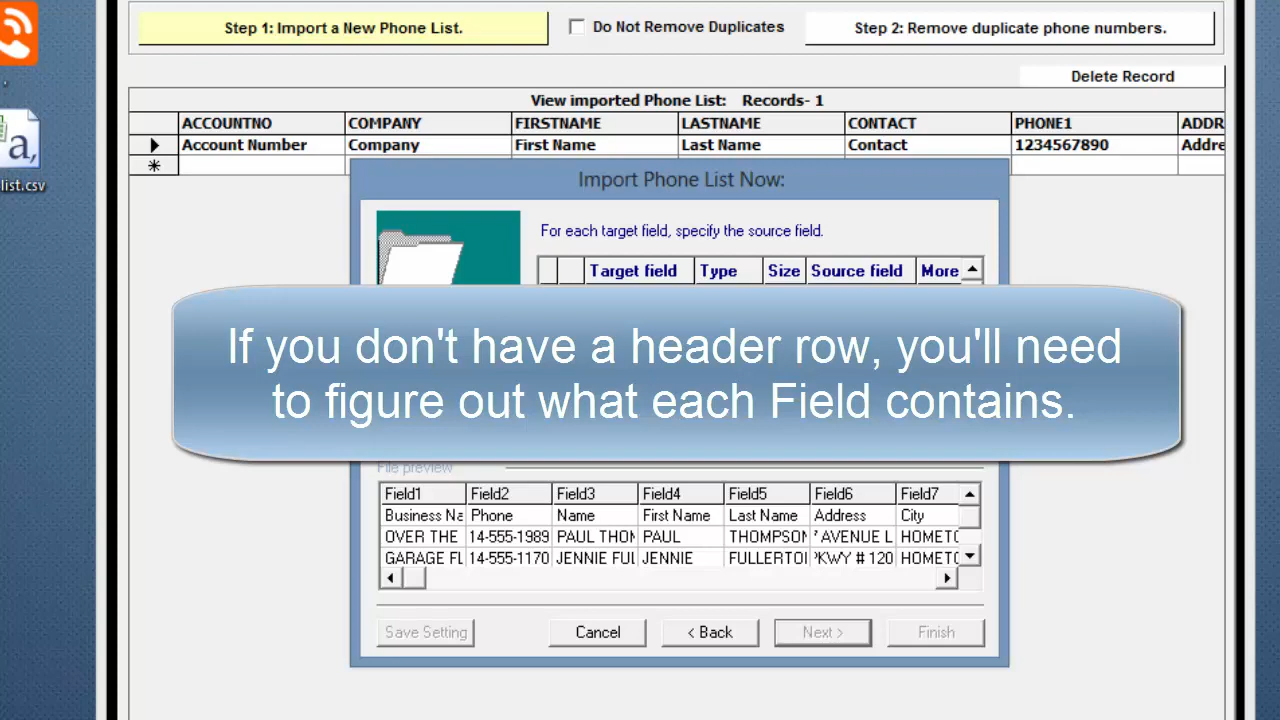 Step 1: Import a New Phone List. Do Not Remove Duplicates Step 2: Remove duplicate phone numbers.
Delete Record
View imported Phone List: Records- 1
ACCOUNTNO COMPANY FIRSTNAME LASTNAME CONTACT PHONE1 ADDR
Account Number Company First Name Last Name Contact 1234567890 Addre
a,
list.csv
Import Phone List Now:
For each target field, specify the source field.
Target field Type Size Source field More
If you don't have a header row, you'll need
to figure out what each Field contains.
File preview
Field1 Field2 Field3 Field4 Field5 Field6 Field7
Business Na Phone Name First Name Last Name Address City
OVER THE 14-555-1989 PAUL THOM PAUL THOMPSON AVENUE L HOMETO
GARAGE FL 14-555-1170 JENNIE FUL JENNIE FULLERTO KWY # 120 HOMETO
Save Setting Cancel < Back Next > Finish